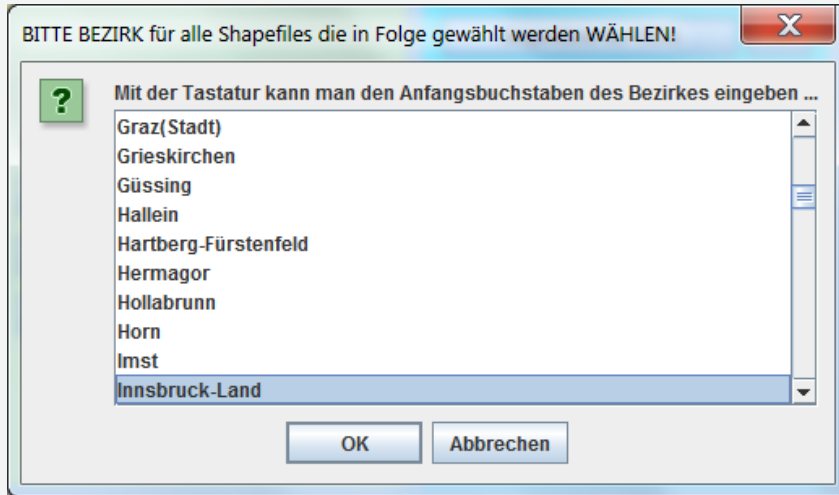 BITTE BEZIRK für alle Shapefiles die in Folge gewählt werden WÄHLEN!
Mit der Tastatur kann man den Anfangsbuchstaben des Bezirkes eingeben ...
Graz(Stadt)
Grieskirchen
Güssing
Hallein
Hartberg-Fürstenfeld
Hermagor
Hollabrunn
Horn
Imst
Innsbruck-Land
OK Abbrechen